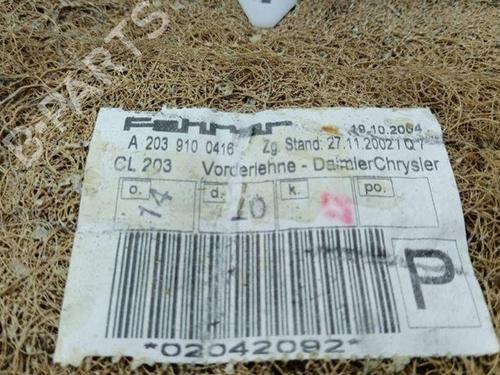 B-PARTS
Fehrer 19.10.2004
A 203 910 0416 Zg. Stand: 27.11.2002
CL 203 Vorderlehne - DaimlerChrysler
o. d. k. po.
14 10
P
*02042092*